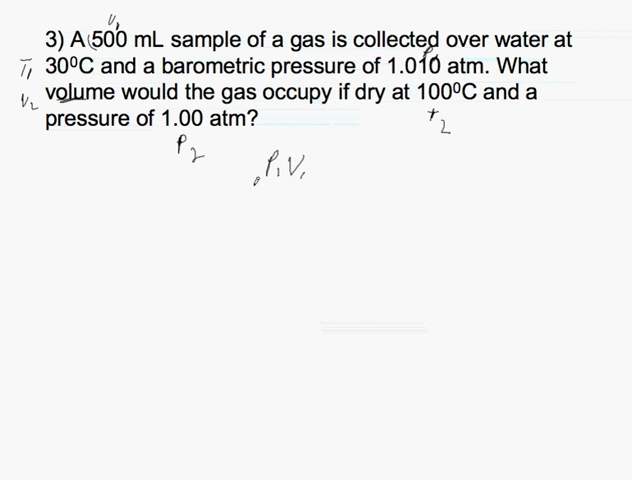 V₁
3) A 500 mL sample of a gas is collected over water at
T₁ 30⁰C and a barometric pressure of 1.010 atm. What
V₂ volume would the gas occupy if dry at 100⁰C and a
pressure of 1.00 atm? t₂
P₂ P₁V₁